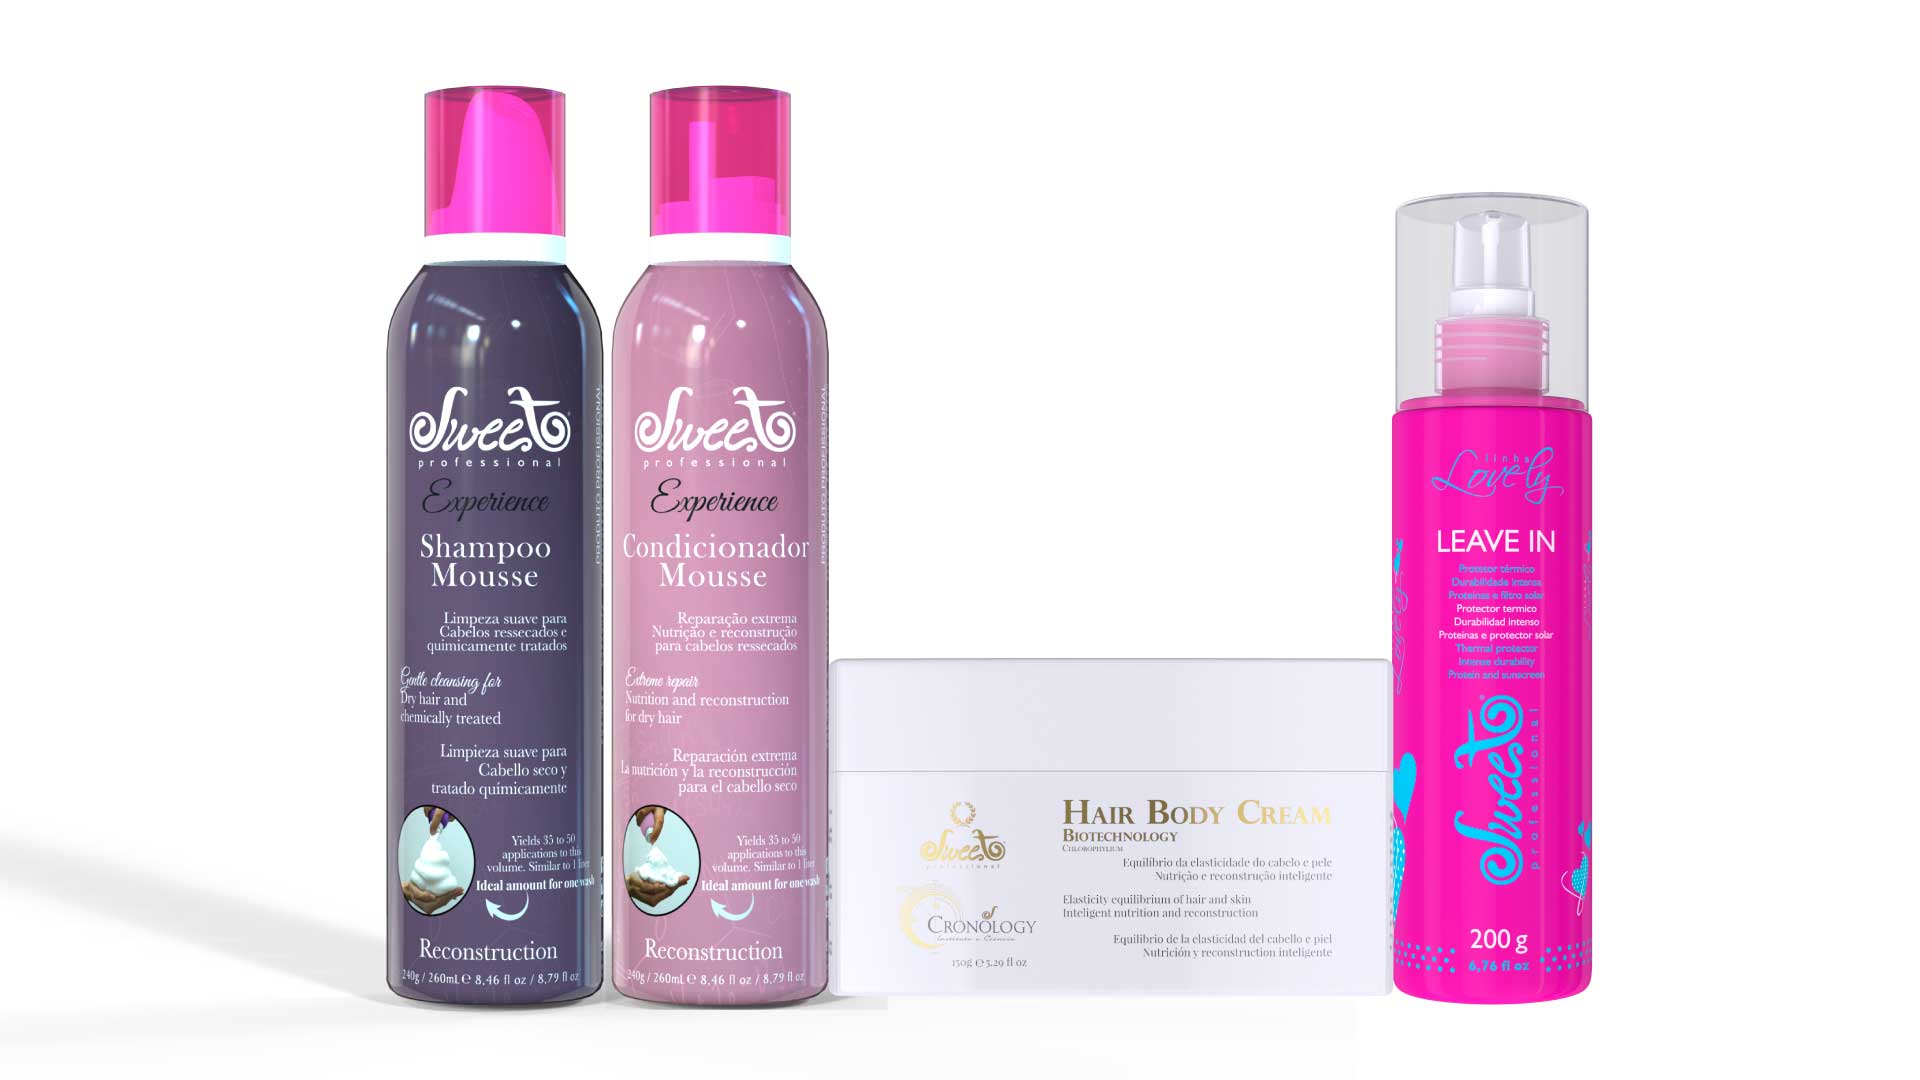 Sweet
professional
Experience
Shampoo
Mousse
Limpeza suave para
Cabelos ressecados e
quimicamente tratados
Gentle cleansing for
Dry hair and
chemically treated
Limpieza suave para
Cabello seco y
tratado químicamente
Yields 35 to 50
applications to this
volume. Similar to 1 liter
Ideal amount for one wash
Reconstruction
240g / 260mL ℮ 8,46 fl oz / 8,79 fl oz
PRODUTO PROFISSIONAL
Sweet
professional
Experience
Condicionador
Mousse
Reparação extrema
Nutrição e reconstrução
para cabelos ressecados
Extreme repair
Nutrition and reconstruction
for dry hair
Reparación extrema
La nutrición y la reconstrucción
para el cabello seco
Yields 35 to 50
applications to this
volume. Similar to 1 liter
Ideal amount for one wash
Reconstruction
240g / 260mL ℮ 8,46 fl oz / 8,79 fl oz
PRODUTO PROFISSIONAL
Sweet
professional
CRONOLOGY
Instituto e Ciência
150g ℮ 5.29 fl oz
HAIR BODY CREAM
BIOTECHNOLOGY
CHLOROPHYLIUM
Equilíbrio da elasticidade do cabelo e pele
Nutrição e reconstrução inteligente
Elasticity equilibrium of hair and skin
Inteligent nutrition and reconstruction
Equilibrio de la elasticidad del cabello e piel
Nutrición y reconstruction inteligente
linha
Lovely
LEAVE IN
Protetor térmico
Durabilidade intensa
Proteínas e filtro solar
Protector termico
Durabilidad intenso
Proteinas e protector solar
Thermal protector
Intense durability
Protein and sunscreen
Sweet
professional
200 g
6,76 fl oz
Lovely